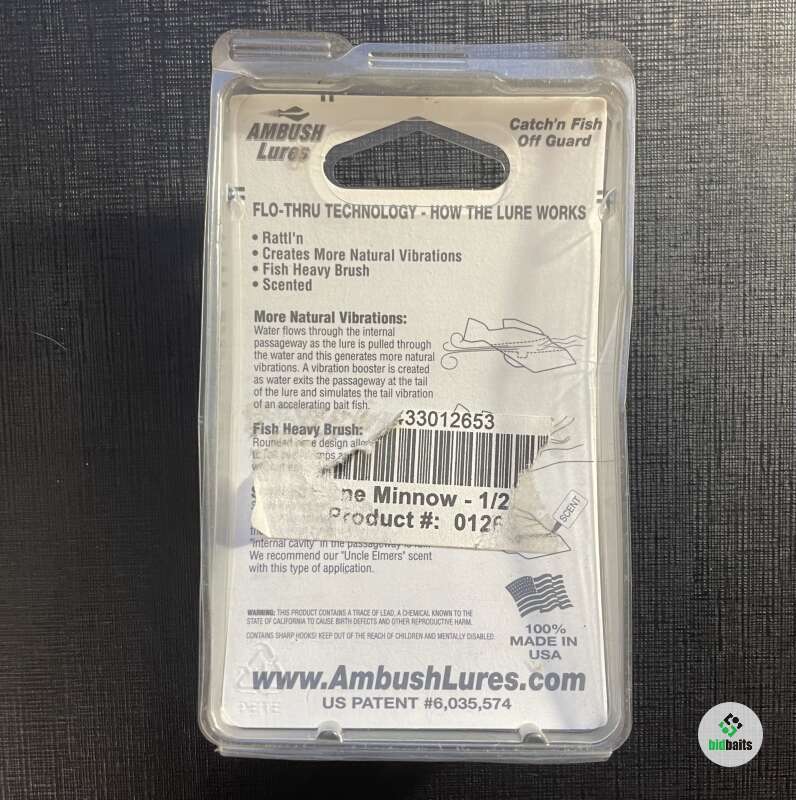 AMBUSH
Lures
Catch'n Fish
Off Guard
FLO-THRU TECHNOLOGY - HOW THE LURE WORKS
• Rattl'n
• Creates More Natural Vibrations
• Fish Heavy Brush
• Scented
More Natural Vibrations:
Water flows through the internal
passageway as the lure is pulled through
the water and this generates more natural
vibrations. A vibration booster is created
as water exits the passageway at the tail
of the lure and simulates the tail vibration
of an accelerating bait fish.
33012653
Fish Heavy Brush:
design
ne Minnow - 1/2
Product #: 012
SCENT
"internal cavity" in the passageway is
We recommend our "Uncle Elmers" scent
with this type of application.
WARNING: THIS PRODUCT CONTAINS A TRACE OF LEAD, A CHEMICAL KNOWN TO THE
STATE OF CALIFORNIA TO CAUSE BIRTH DEFECTS AND OTHER REPRODUCTIVE HARM.
CONTAINS SHARP HOOKS! KEEP OUT OF THE REACH OF CHILDREN AND MENTALLY DISABLED.
100%
MADE IN
USA
www.AmbushLures.com
PETE
US PATENT #6,035,574
bidbaits